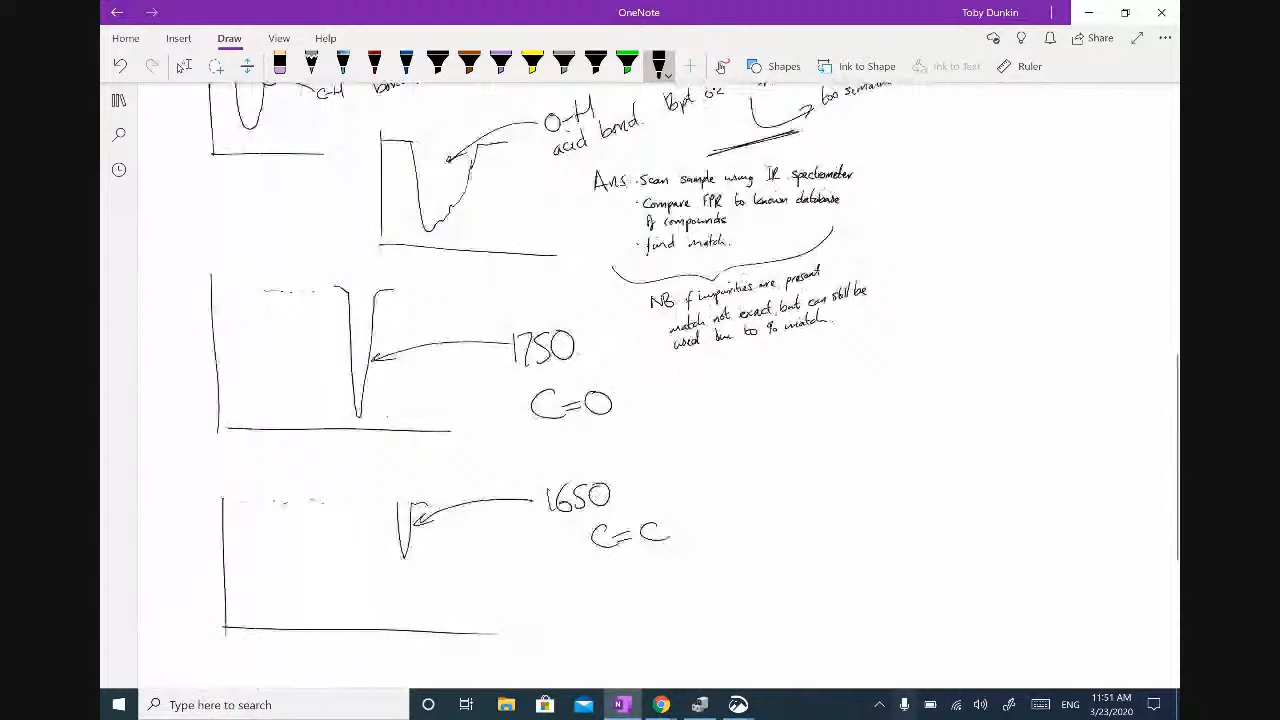 OneNote
Toby Dunkin
Home
Insert
Draw
View
Help
Share
Shapes
Ink to Shape
Ink to Text
Ruler
C-H
O-H
acid bond.
Bpt
too
Ans · Scan sample using IR spectrometer
· Compare FPR to known database
of compounds
· find match.
NB if impurities are present
match not exact but can still be
used due to % match.
1750
C=O
1650
C=C
Type here to search
ENG
11:51 AM
3/23/2020